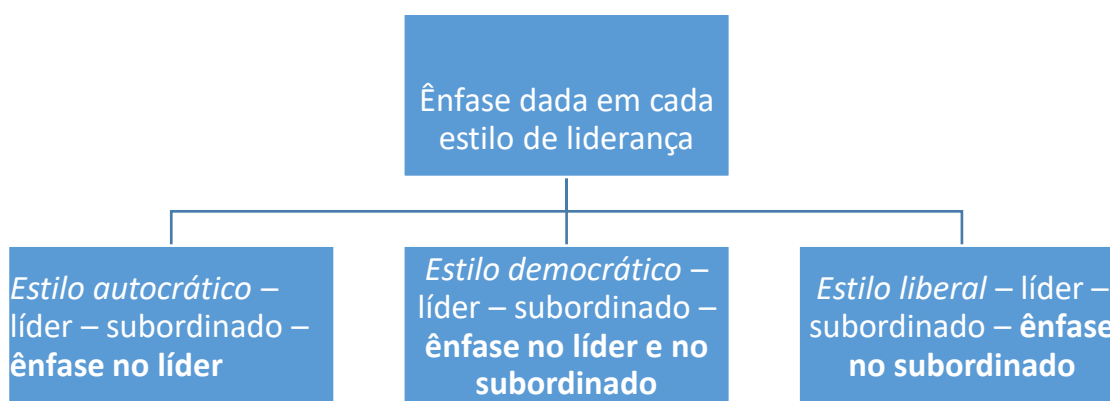 Ênfase dada em cada
estilo de liderança
Estilo autocrático –
líder – subordinado –
ênfase no líder
Estilo democrático –
líder – subordinado –
ênfase no líder e no
subordinado
Estilo liberal – líder –
subordinado – ênfase
no subordinado